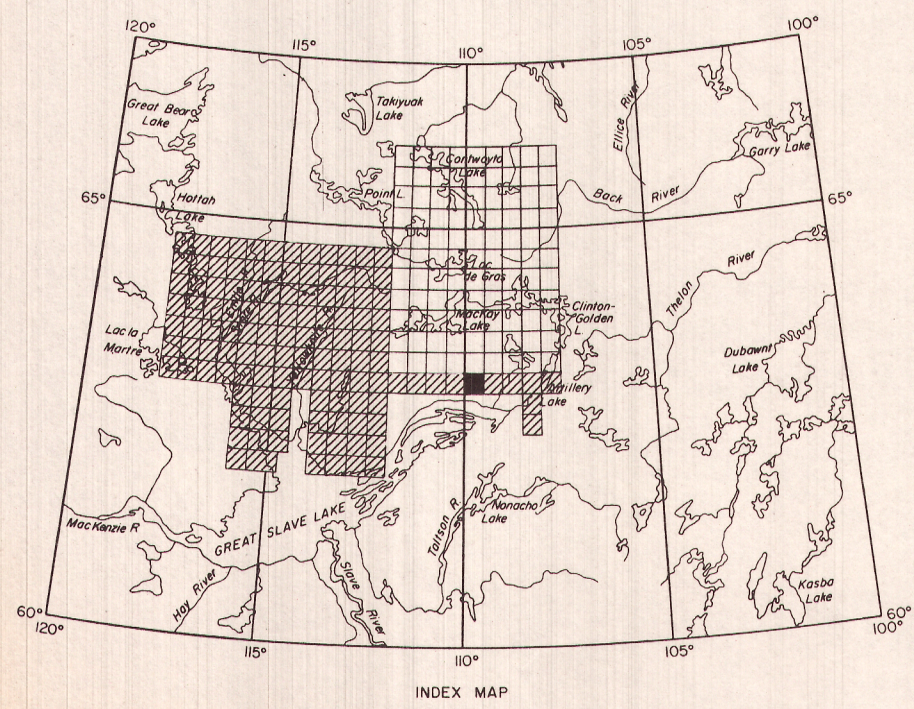 120°
115°
110°
105°
100°
Great Bear
Lake
Takiyuak
Lake
Ellice River
Garry Lake
Contwoyto
Lake
Point L.
Back River
65°
65°
Hottah
Lake
Lac
de Gras
Thelon River
MacKay
Lake
Clinton-
Golden
L.
Lac la
Martre
Dubawnt
Lake
Artillery
Lake
GREAT SLAVE LAKE
MacKenzie R
Hay River
Slave River
Taltson R.
Nonacho
Lake
Kasba
Lake
60°
60°
120°
115°
110°
105°
100°
INDEX MAP